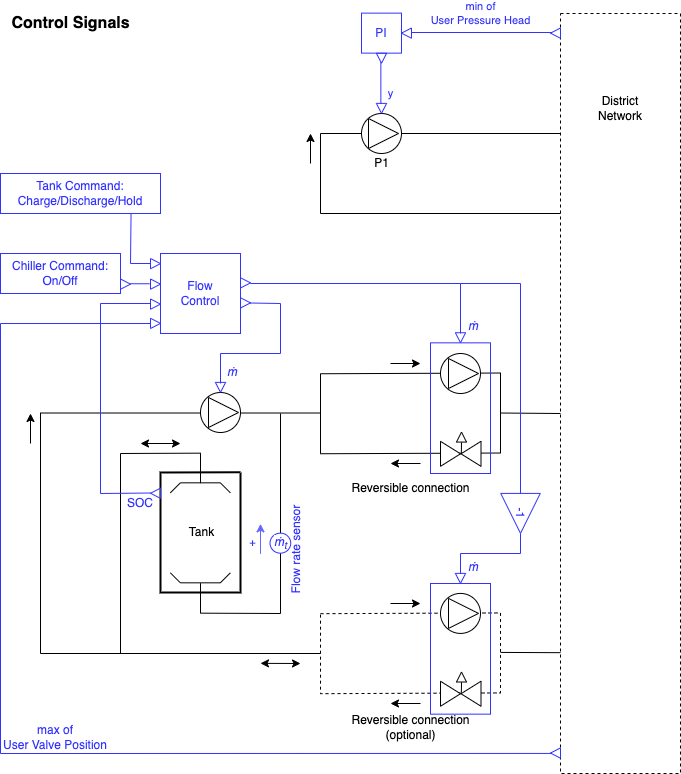 Control Signals
min of
User Pressure Head
PI
y
P1
District
Network
Tank Command:
Charge/Discharge/Hold
Chiller Command:
On/Off
Flow
Control
ṁ
ṁ
SOC
Tank
+
ṁt
Flow rate sensor
Reversible connection
-1
ṁ
Reversible connection
(optional)
max of
User Valve Position